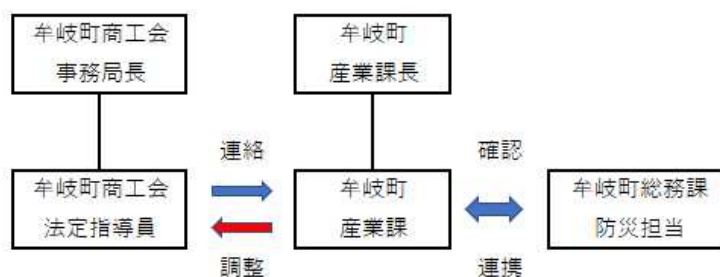 牟岐町商工会
事務局長
牟岐町
産業課長
連絡
確認
牟岐町商工会
法定指導員
牟岐町
産業課
牟岐町総務課
防災担当
調整
連携